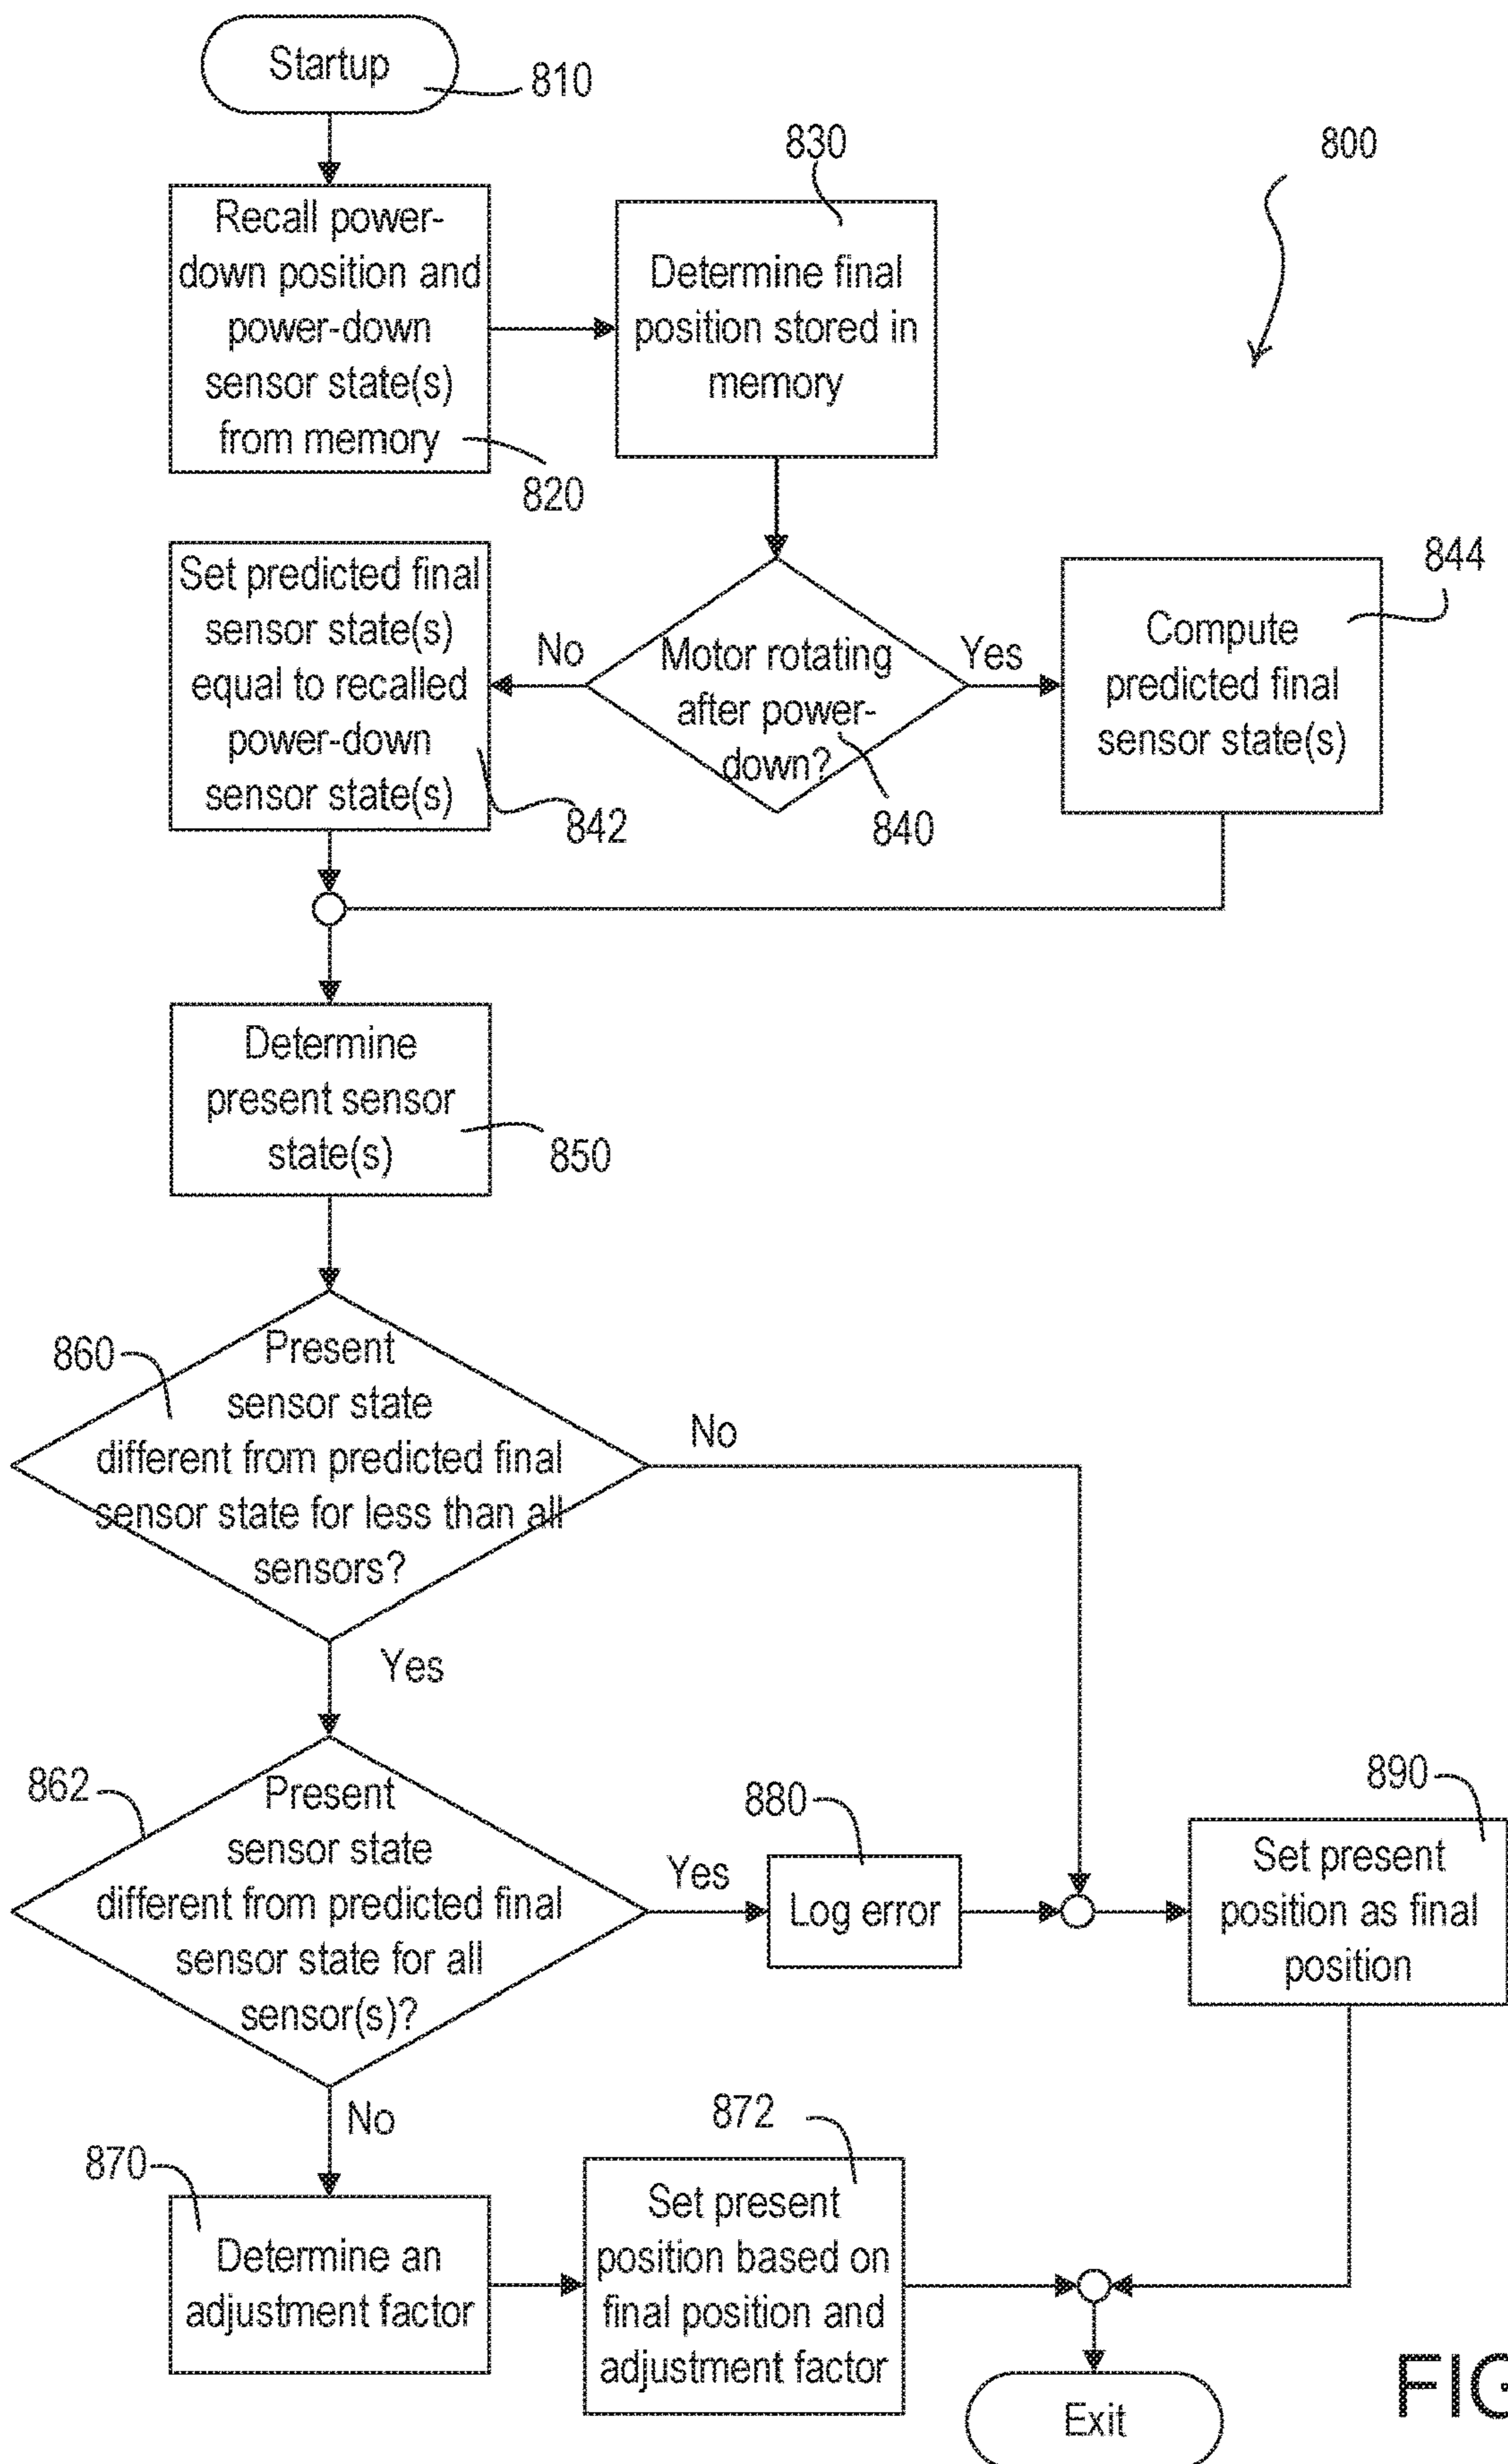 Startup
810
830
800
Recall power-
down position and
power-down
sensor state(s)
from memory
820
Determine final
position stored in
memory
Set predicted final
sensor state(s)
equal to recalled
power-down
sensor state(s)
842
No
Motor rotating
after power-
down?
840
Yes
844
Compute
predicted final
sensor state(s)
Determine
present sensor
state(s)
850
860
Present
sensor state
different from predicted final
sensor state for less than all
sensors?
No
Yes
862
Present
sensor state
different from predicted final
sensor state for all
sensor(s)?
Yes
880
Log error
890
Set present
position as final
position
No
870
Determine an
adjustment factor
872
Set present
position based on
final position and
adjustment factor
Exit